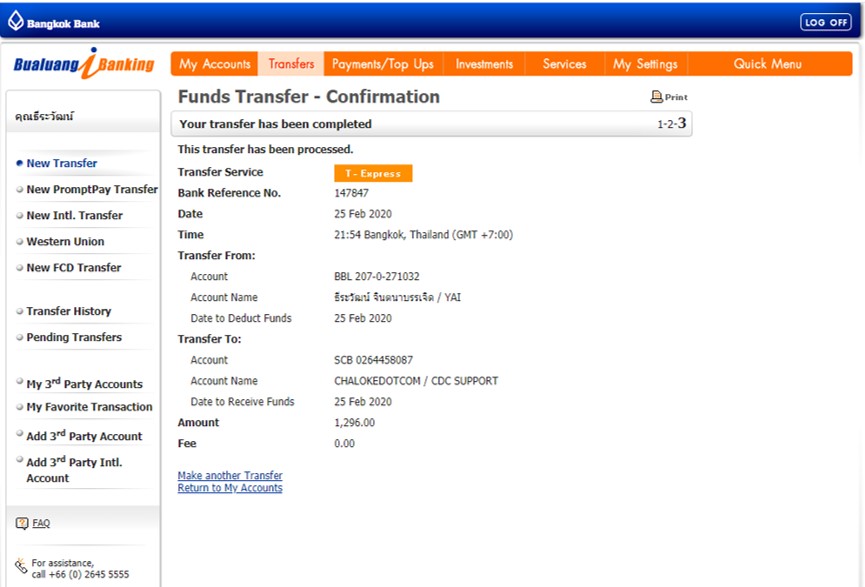 Bangkok Bank
LOG OFF
Bualuang iBanking
My Accounts Transfers Payments/Top Ups Investments Services My Settings Quick Menu
คุณธีระวัฒน์
New Transfer
New PromptPay Transfer
New Intl. Transfer
Western Union
New FCD Transfer
Transfer History
Pending Transfers
My 3rd Party Accounts
My Favorite Transaction
Add 3rd Party Account
Add 3rd Party Intl.
Account
FAQ
For assistance,
call +66 (0) 2645 5555
Funds Transfer - Confirmation
Print
Your transfer has been completed 1-2-3
This transfer has been processed.
Transfer Service T - Express
Bank Reference No. 147847
Date 25 Feb 2020
Time 21:54 Bangkok, Thailand (GMT +7:00)
Transfer From:
Account BBL 207-0-271032
Account Name ธีระวัฒน์ จินตนาบรรเจิด / YAI
Date to Deduct Funds 25 Feb 2020
Transfer To:
Account SCB 0264458087
Account Name CHALOKEDOTCOM / CDC SUPPORT
Date to Receive Funds 25 Feb 2020
Amount 1,296.00
Fee 0.00
Make another Transfer
Return to My Accounts